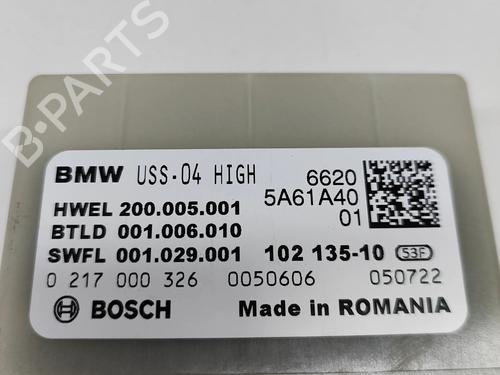 BMW USS-04 HIGH 6620
5A61A40
HWEL 200.005.001 01
BTLD 001.006.010
SWFL 001.029.001 102 135-10 S3F
0 217 000 326 0050606 050722
BOSCH Made in ROMANIA
B-PARTS